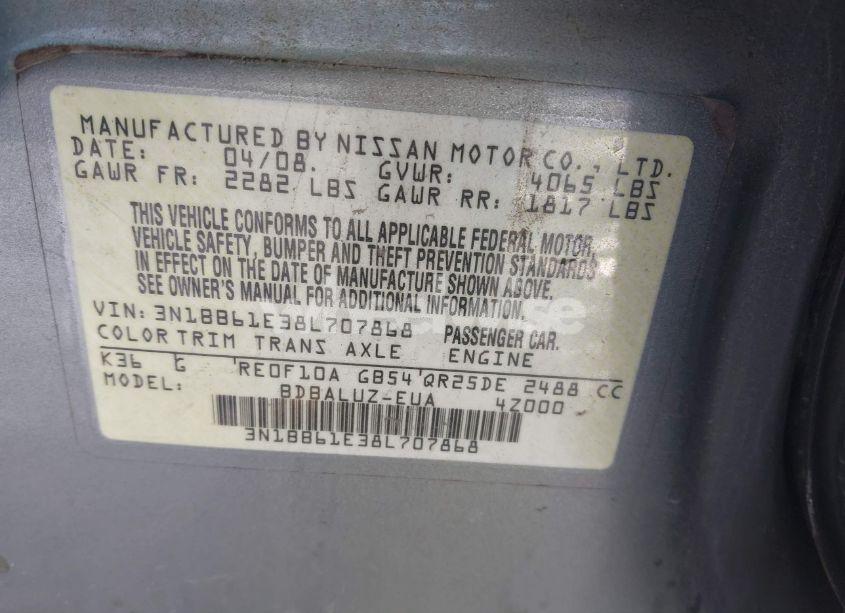 MANUFACTURED BY NISSAN MOTOR CO., LTD.
DATE: 04/08. GVWR: 4065 LBS
GAWR FR: 2282 LBS GAWR RR: 1817 LBS
THIS VEHICLE CONFORMS TO ALL APPLICABLE FEDERAL MOTOR
VEHICLE SAFETY, BUMPER AND THEFT PREVENTION STANDARDS
IN EFFECT ON THE DATE OF MANUFACTURE SHOWN ABOVE.
SEE OWNER'S MANUAL FOR ADDITIONAL INFORMATION.
VIN: 3N1BB61E38L707868 PASSENGER CAR.
COLOR TRIM TRANS AXLE ENGINE
K36 G RE0F10A GB54 QR25DE 2488 CC
MODEL: BDBALUZ-EUA 4Z000
3N1BB61E38L707868